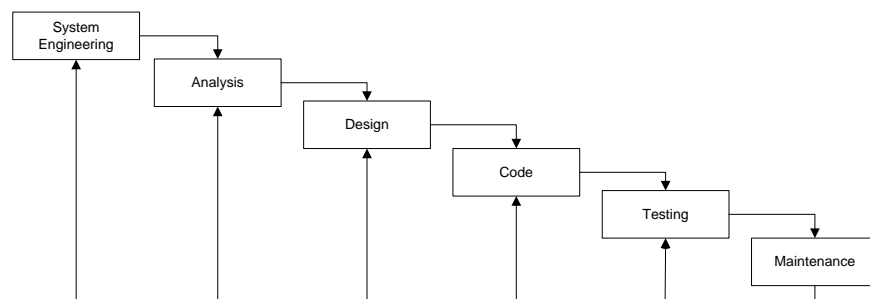 System
Engineering
Analysis
Design
Code
Testing
Maintenance